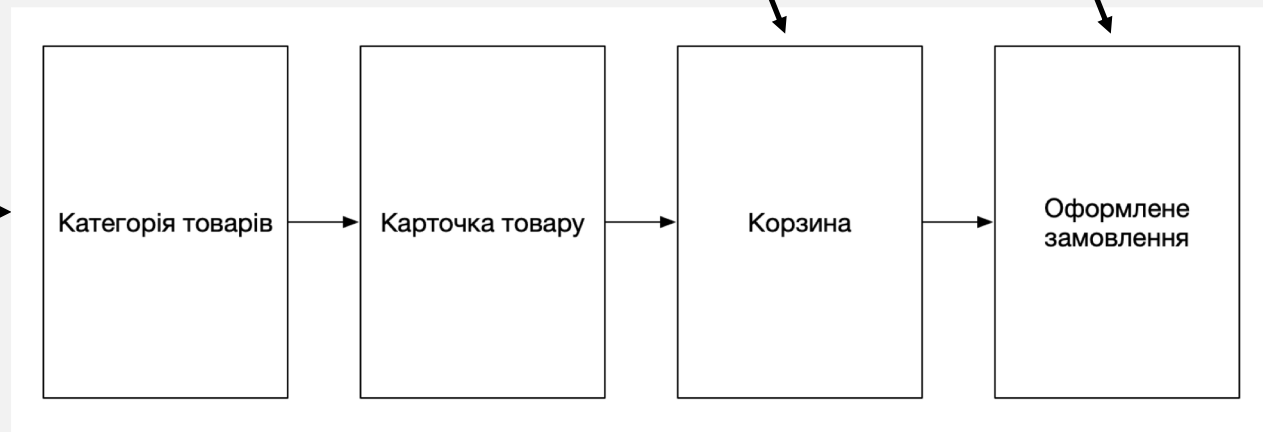 Категорія товарів
Карточка товару
Корзина
Оформлене
замовлення